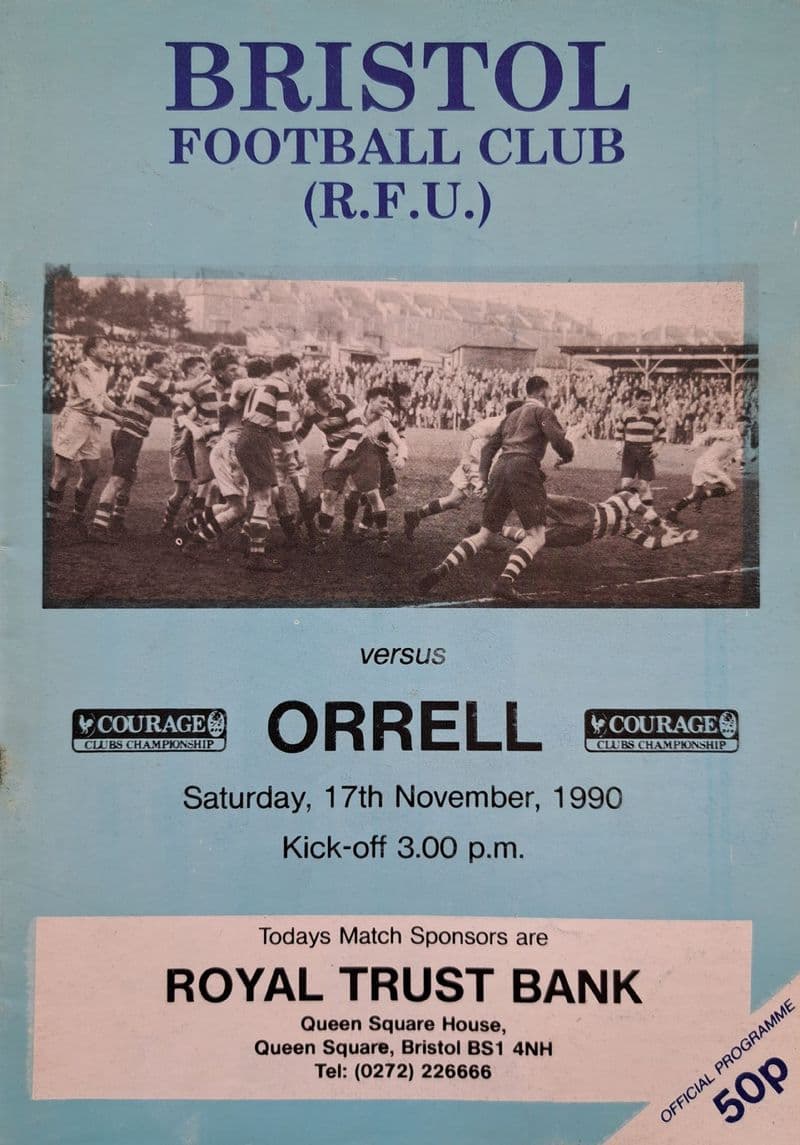 BRISTOL
FOOTBALL CLUB
(R.F.U.)
versus
COURAGE
CLUBS CHAMPIONSHIP
ORRELL
COURAGE
CLUBS CHAMPIONSHIP
Saturday, 17th November, 1990
Kick-off 3.00 p.m.
Todays Match Sponsors are
ROYAL TRUST BANK
Queen Square House,
Queen Square, Bristol BS1 4NH
Tel: (0272) 226666
OFFICIAL PROGRAMME
50p